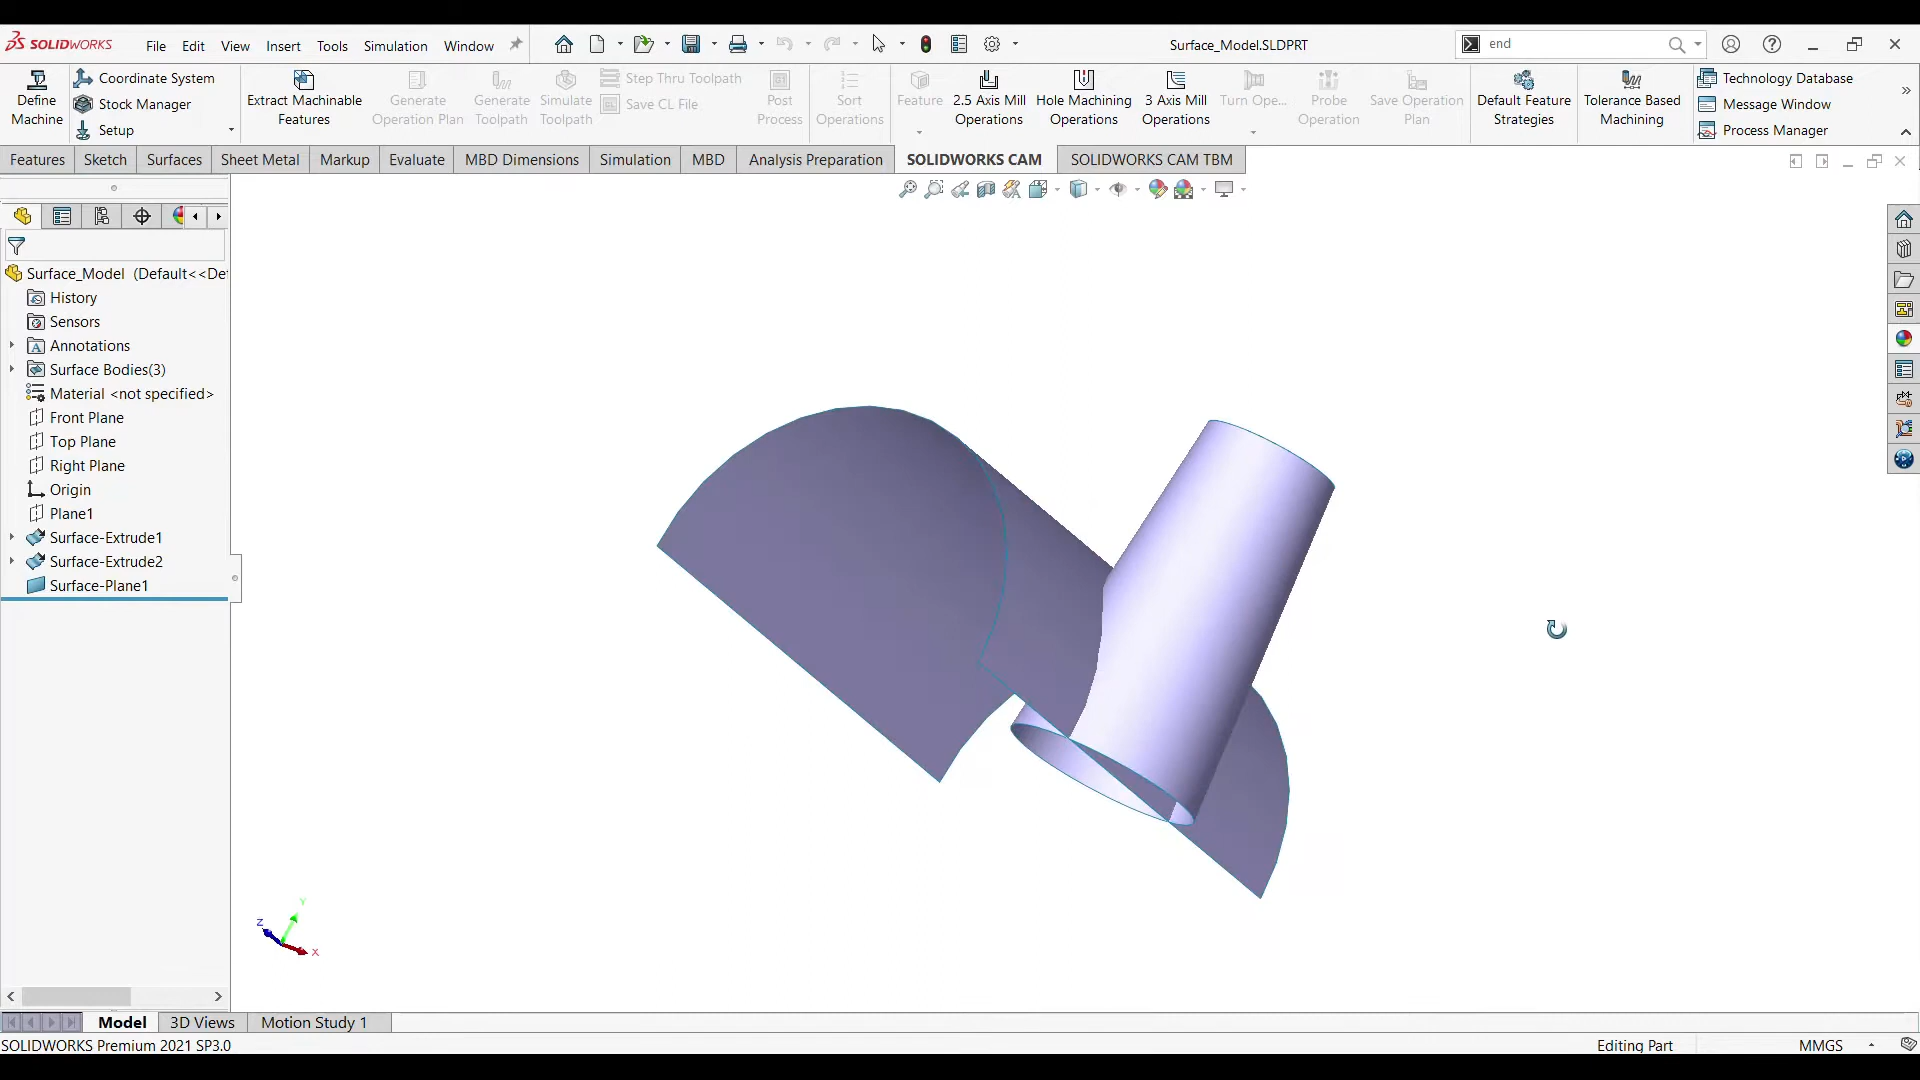 SOLIDWORKS
File Edit View Insert Tools Simulation Window
Surface_Model.SLDPRT
end
Define Machine
Coordinate System
Stock Manager
Setup
Extract Machinable Features
Generate Operation Plan
Generate Toolpath
Simulate Toolpath
Step Thru Toolpath
Save CL File
Post Process
Sort Operations
Feature
2.5 Axis Mill Operations
Hole Machining Operations
3 Axis Mill Operations
Turn Ope...
Probe Operation
Save Operation Plan
Default Feature Strategies
Tolerance Based Machining
Technology Database
Message Window
Process Manager
Features Sketch Surfaces Sheet Metal Markup Evaluate MBD Dimensions Simulation MBD Analysis Preparation SOLIDWORKS CAM SOLIDWORKS CAM TBM
Surface_Model (Default<<De
History
Sensors
Annotations
Surface Bodies(3)
Material <not specified>
Front Plane
Top Plane
Right Plane
Origin
Plane1
Surface-Extrude1
Surface-Extrude2
Surface-Plane1
Y
Z
X
Model 3D Views Motion Study 1
SOLIDWORKS Premium 2021 SP3.0
Editing Part
MMGS